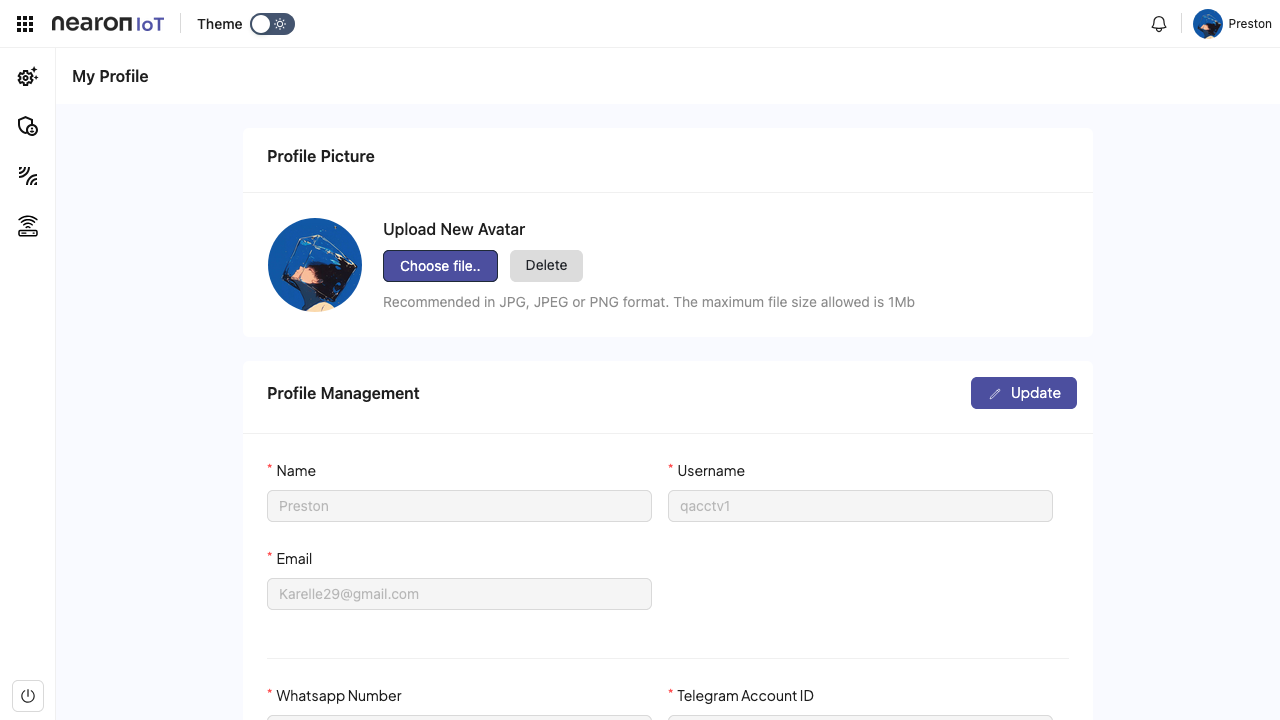 nearon IoT
Theme
Preston
My Profile
Profile Picture
Upload New Avatar
Choose file..
Delete
Recommended in JPG, JPEG or PNG format. The maximum file size allowed is 1Mb
Profile Management
Update
* Name
* Username
Preston
qacctv1
* Email
Karelle29@gmail.com
* Whatsapp Number
* Telegram Account ID